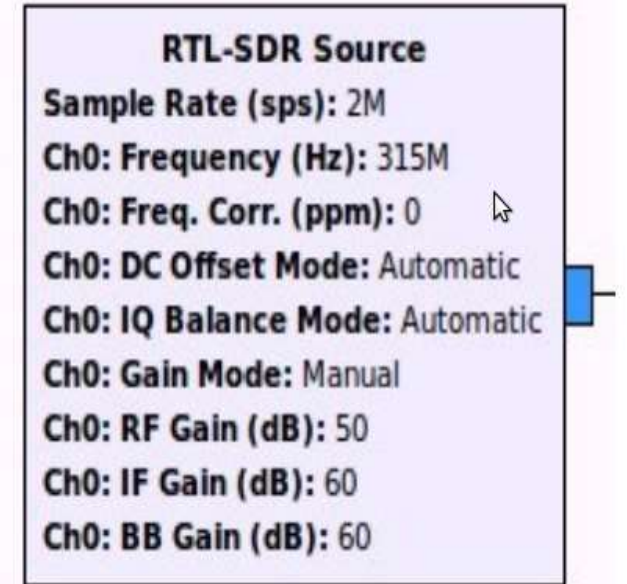 RTL-SDR Source
Sample Rate (sps): 2M
Ch0: Frequency (Hz): 315M
Ch0: Freq. Corr. (ppm): 0
Ch0: DC Offset Mode: Automatic
Ch0: IQ Balance Mode: Automatic
Ch0: Gain Mode: Manual
Ch0: RF Gain (dB): 50
Ch0: IF Gain (dB): 60
Ch0: BB Gain (dB): 60